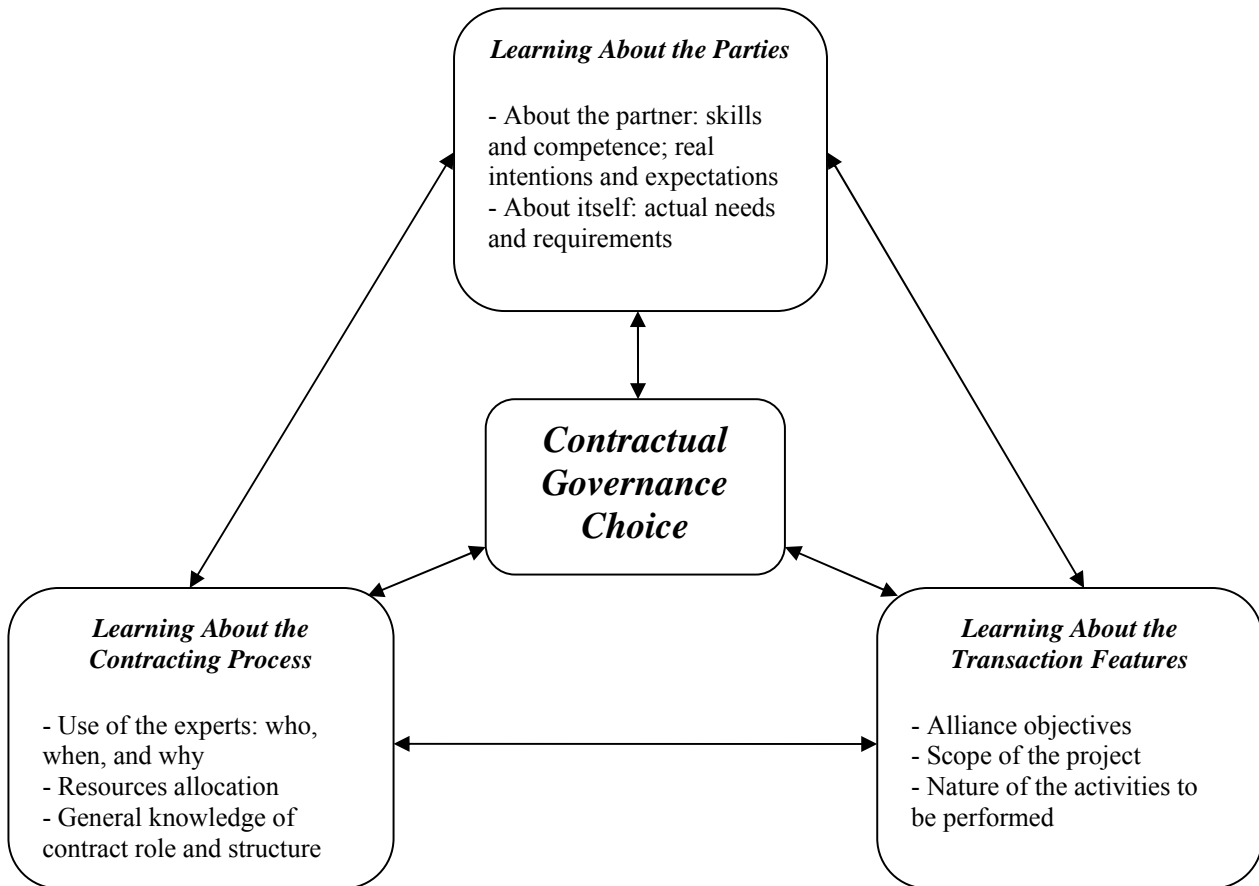 Learning About the Parties
- About the partner: skills
and competence; real
intentions and expectations
- About itself: actual needs
and requirements
Contractual
Governance
Choice
Learning About the
Contracting Process
- Use of the experts: who,
when, and why
- Resources allocation
- General knowledge of
contract role and structure
Learning About the
Transaction Features
- Alliance objectives
- Scope of the project
- Nature of the activities to
be performed